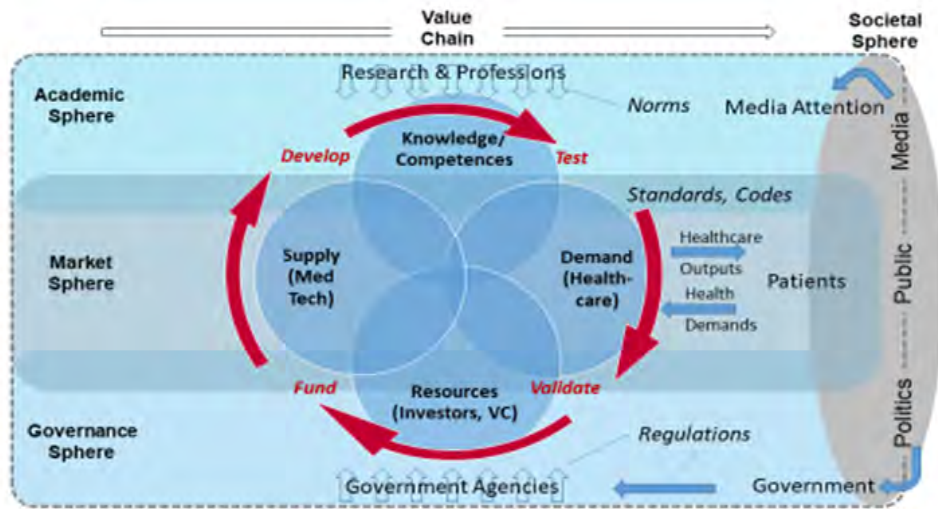 Value
Chain
Societal
Sphere
Academic
Sphere
Research & Professions
Norms
Media Attention
Media
Develop
Knowledge/
Competences
Test
Standards, Codes
Market
Sphere
Supply
(Med
Tech)
Demand
(Health-
care)
Healthcare
Outputs
Health
Demands
Patients
Public
Fund
Resources
(Investors, VC)
Validate
Governance
Sphere
Regulations
Politics
Government Agencies
Government